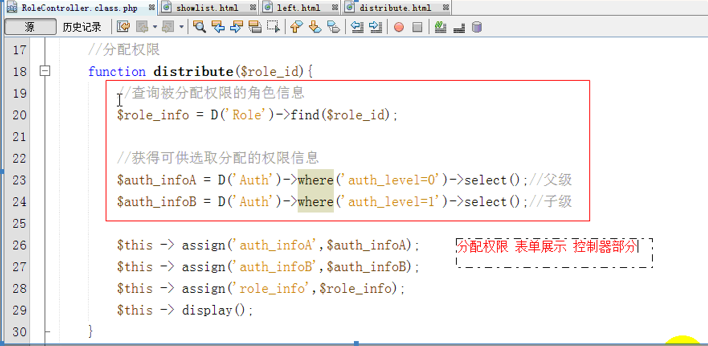 RoleController.class.php showlist.html left.html distribute.html
源 历史记录
17 //分配权限
18 function distribute($role_id){
19 //查询被分配权限的角色信息
20 $role_info = D('Role')->find($role_id);
21
22 //获得可供选取分配的权限信息
23 $auth_infoA = D('Auth')->where('auth_level=0')->select();//父级
24 $auth_infoB = D('Auth')->where('auth_level=1')->select();//子级
25
26 $this -> assign('auth_infoA',$auth_infoA); 分配权限 表单展示 控制器部分
27 $this -> assign('auth_infoB',$auth_infoB);
28 $this -> assign('role_info',$role_info);
29 $this -> display();
30 }